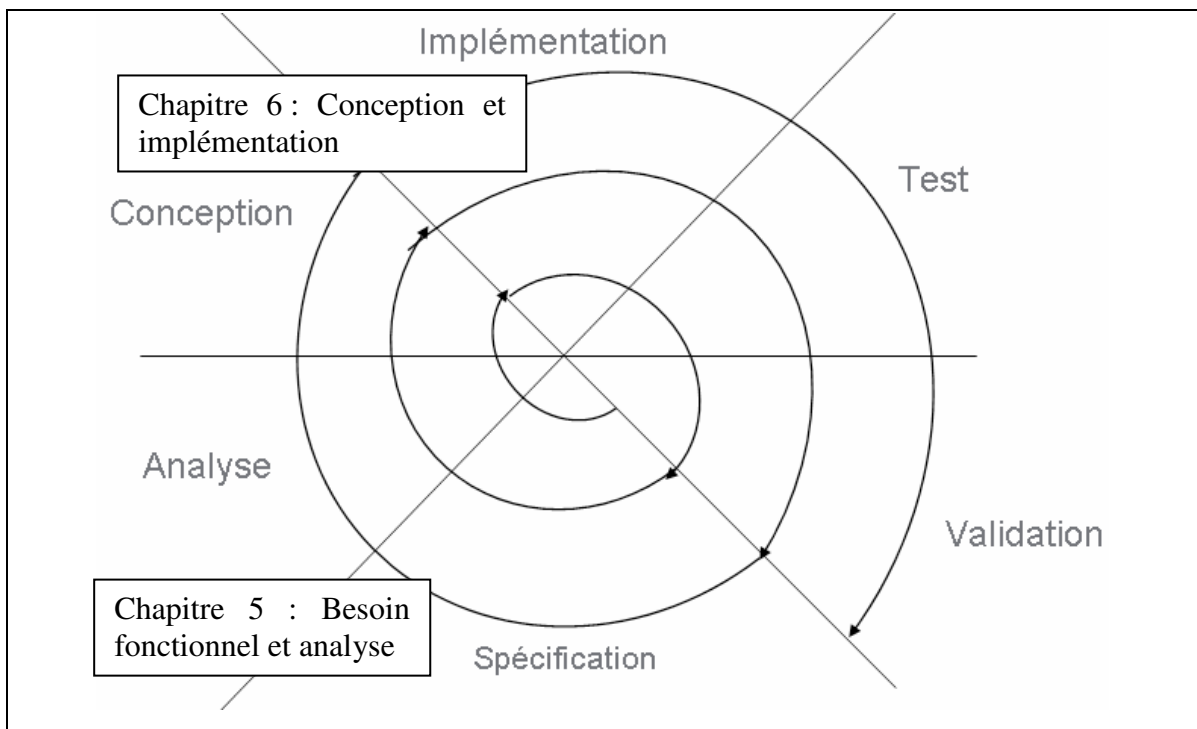 Implémentation
Chapitre 6 : Conception et
implémentation
Test
Conception
Analyse
Validation
Chapitre 5 : Besoin
fonctionnel et analyse
Spécification